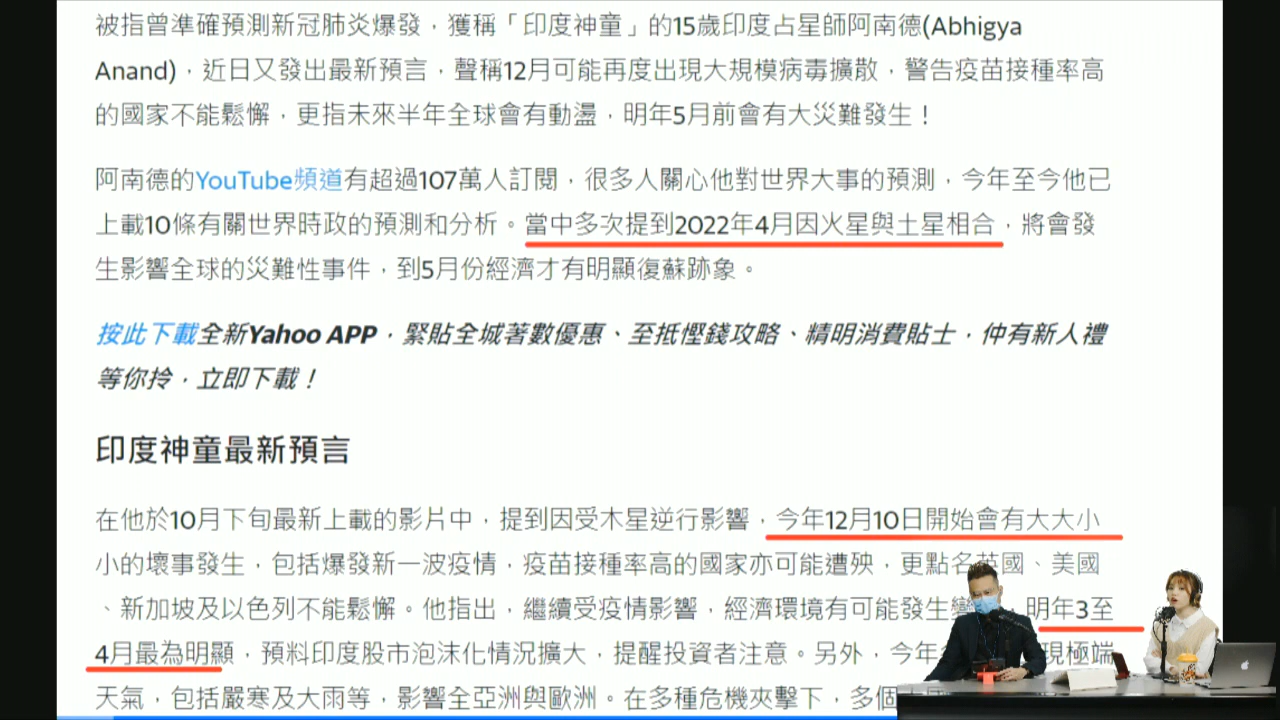 被指曾準確預測新冠肺炎爆發，獲稱「印度神童」的15歲印度占星師阿南德(Abhigya
Anand)，近日又發出最新預言，聲稱12月可能再度出現大規模病毒擴散，警告疫苗接種率高
的國家不能鬆懈，更指未來半年全球會有動盪，明年5月前會有大災難發生！
阿南德的YouTube頻道有超過107萬人訂閱，很多人關心他對世界大事的預測，今年至今他已
上載10條有關世界時政的預測和分析。當中多次提到2022年4月因火星與土星相合，將會發
生影響全球的災難性事件，到5月份經濟才有明顯復蘇跡象。
按此下載全新Yahoo APP，緊貼全城著數優惠、至抵慳錢攻略、精明消費貼士，仲有新人禮
等你拎，立即下載！
印度神童最新預言
在他於10月下旬最新上載的影片中，提到因受木星逆行影響，今年12月10日開始會有大大小
小的壞事發生，包括爆發新一波疫情，疫苗接種率高的國家亦可能遭殃，更點名英國、美國
、新加坡及以色列不能鬆懈。他指出，繼續受疫情影響，經濟環境有可能發生 明年3至
4月最為明顯，預料印度股市泡沫化情況擴大，提醒投資者注意。另外，今年 現極端
天氣，包括嚴寒及大雨等，影響全亞洲與歐洲。在多種危機夾擊下，多個